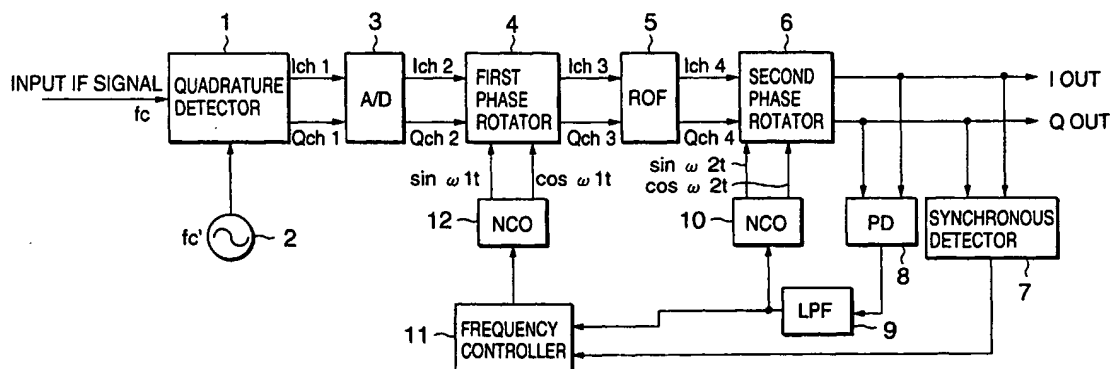 1
3
4
5
6
INPUT IF SIGNAL
fc
QUADRATURE
DETECTOR
Ich 1
Qch 1
A/D
Ich 2
Qch 2
FIRST
PHASE
ROTATOR
Ich 3
Qch 3
ROF
Ich 4
Qch 4
SECOND
PHASE
ROTATOR
I OUT
Q OUT
sin ω 1t
cos ω 1t
sin ω 2t
cos ω 2t
fc'
2
12
NCO
10
NCO
PD
8
SYNCHRONOUS
DETECTOR
7
LPF
9
11
FREQUENCY
CONTROLLER